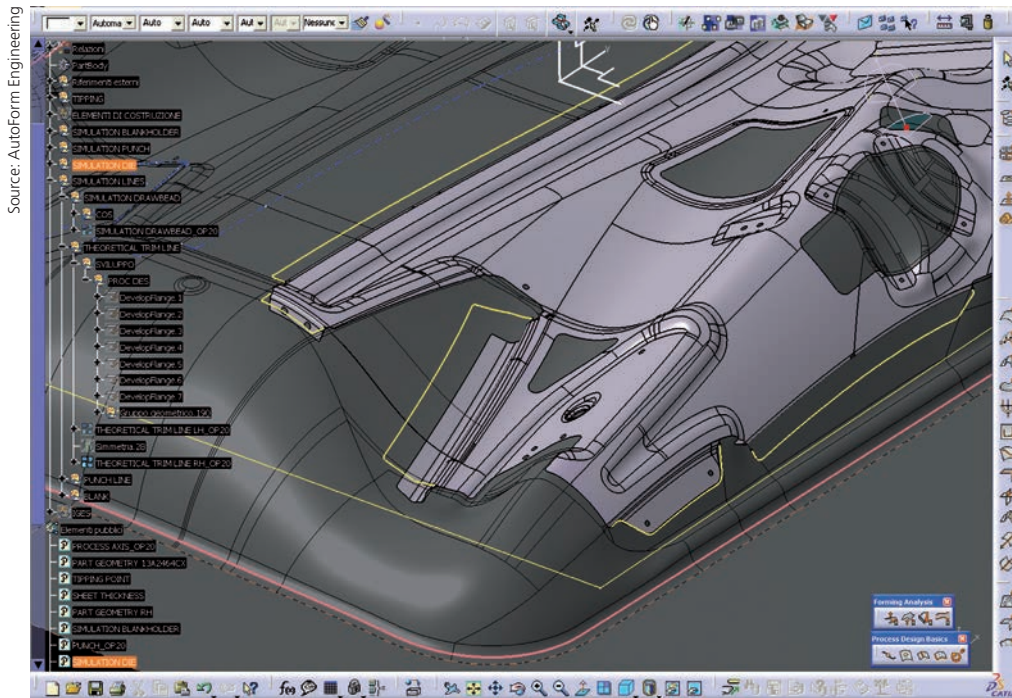 Source: AutoForm Engineering
Automa
Auto
Auto
Aut
Aut
Nessuno
Relazioni
PartBody
Riferimenti esterni
TIPPING
ELEMENTI DI COSTRUZIONE
SIMULATION BLANKHOLDER
SIMULATION PUNCH
SIMULATION DIE
SIMULATION LINES
SIMULATION DRAWBEAD
COS
SIMULATION DRAWBEAD_OP20
THEORETICAL TRIM LINE
SVILUPPO
PROC DES
DevelopFlange.1
DevelopFlange.2
DevelopFlange.3
DevelopFlange.4
DevelopFlange.5
DevelopFlange.6
DevelopFlange.7
Gruppo geometrico.190
THEORETICAL TRIM LINE LH_OP20
Simmetria.28
THEORETICAL TRIM LINE RH_OP20
PUNCH LINE
BLANK
IGES
Elementi pubblici
PROCESS AXIS_OP20
PART GEOMETRY 13A2464CX
TIPPING POINT
SHEET THICKNESS
PART GEOMETRY RH
SIMULATION BLANKHOLDER
PUNCH_OP20
SIMULATION DIE
Forming Analysis
Process Design Basics
f(x)